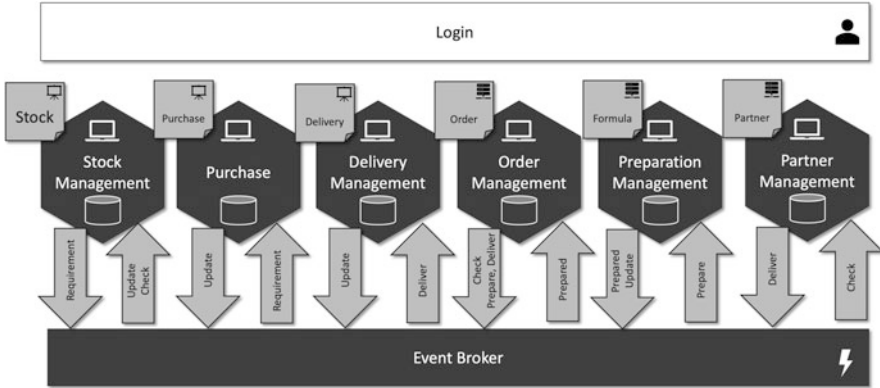 Login
Stock
Purchase
Delivery
Order
Formula
Partner
Stock
Management
Purchase
Delivery
Management
Order
Management
Preparation
Management
Partner
Management
Requirement
Update
Check
Update
Requirement
Update
Deliver
Check
Prepare, Deliver
Prepared
Prepared
Update
Prepare
Deliver
Check
Event Broker